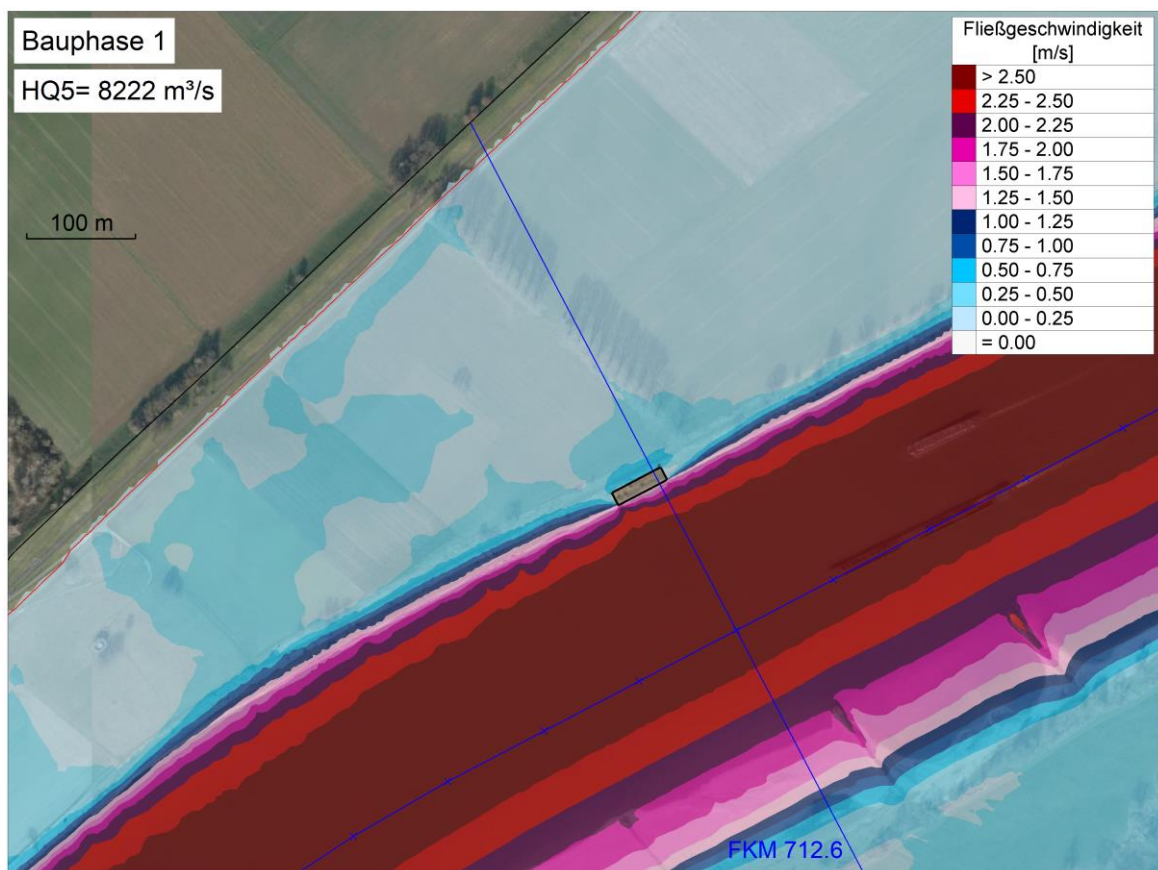 Bauphase 1
HQ5= 8222 m³/s
100 m
Fließgeschwindigkeit
[m/s]
> 2.50
2.25 - 2.50
2.00 - 2.25
1.75 - 2.00
1.50 - 1.75
1.25 - 1.50
1.00 - 1.25
0.75 - 1.00
0.50 - 0.75
0.25 - 0.50
0.00 - 0.25
= 0.00
FKM 712.6